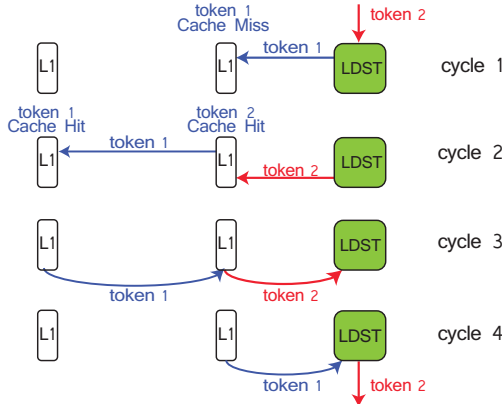 token 1
Cache Miss
token 2
L1
L1
token 1
LDST
cycle 1
token 1
Cache Hit
token 2
Cache Hit
L1
token 1
L1
token 2
LDST
cycle 2
L1
L1
LDST
cycle 3
token 1
token 2
L1
L1
LDST
cycle 4
token 1
token 2